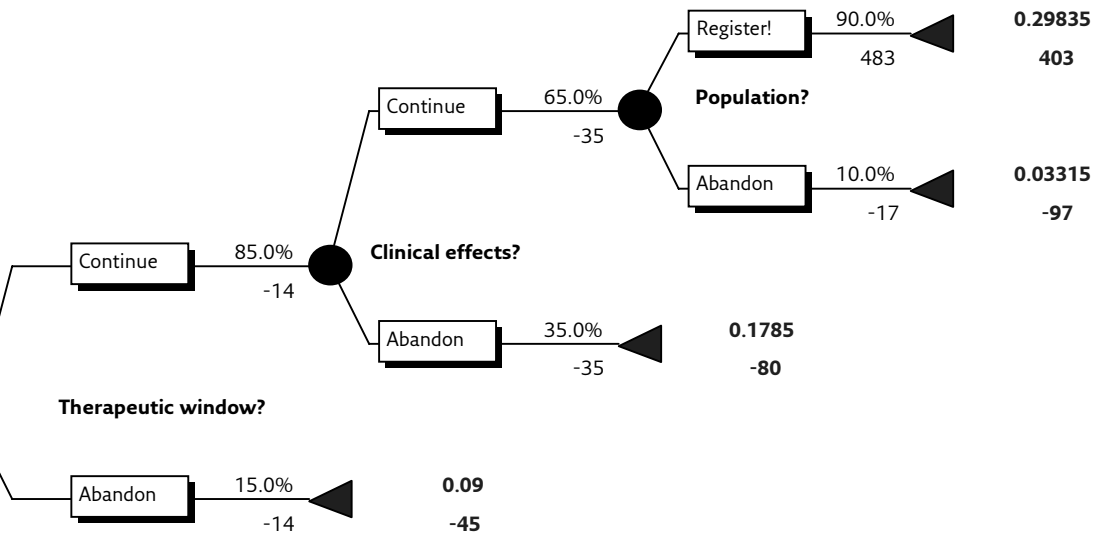 Register!
90.0%
0.29835
483
403
Population?
Continue
65.0%
-35
Abandon
10.0%
0.03315
-17
-97
Continue
85.0%
Clinical effects?
-14
Abandon
35.0%
0.1785
-35
-80
Therapeutic window?
Abandon
15.0%
0.09
-14
-45